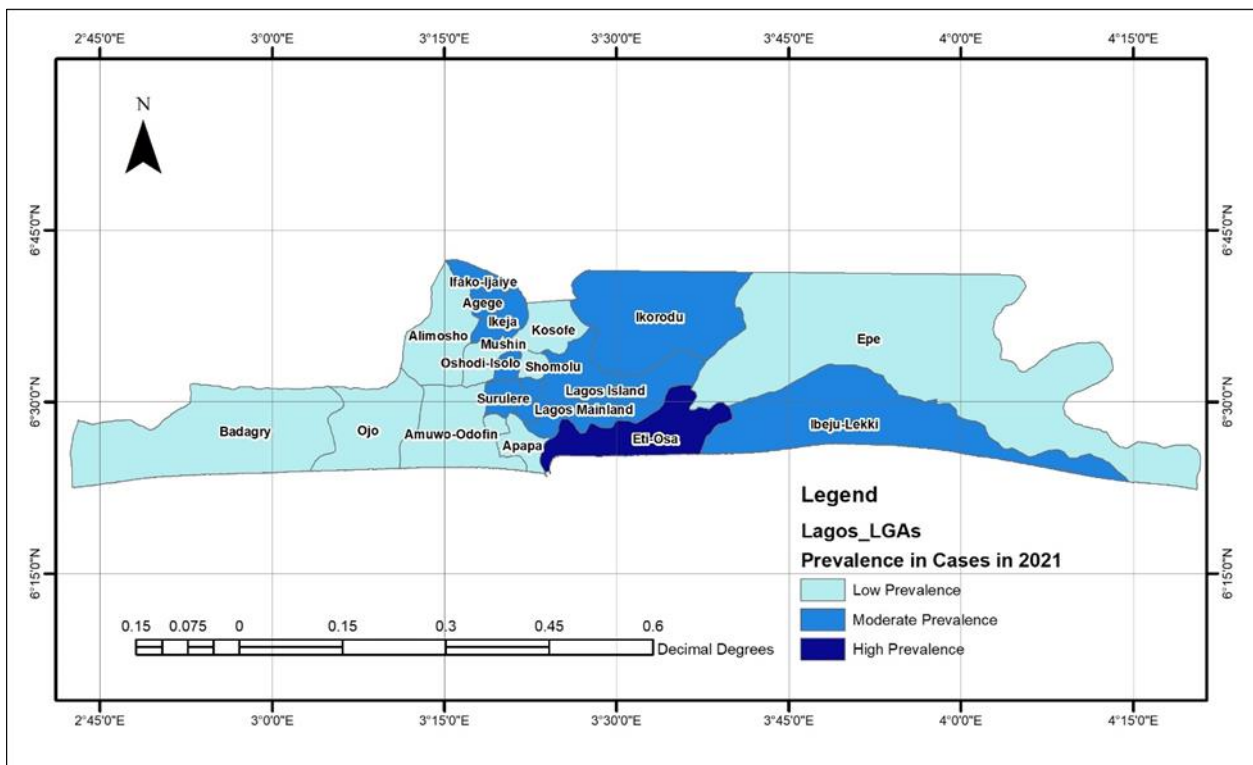 2°45'0"E 3°0'0"E 3°15'0"E 3°30'0"E 3°45'0"E 4°0'0"E 4°15'0"E
N
6°45'0"N 6°45'0"N
Ifako-Ijaiye
Agege
Ikeja
Ikorodu
Kosofe
Alimosho
Mushin
Epe
Oshodi-Isolo
Shomolu
Lagos Island
Surulere
6°30'0"N 6°30'0"N
Lagos Mainland
Ibeju-Lekki
Badagry
Ojo
Amuwo-Odofin
Eti-Osa
Apapa
Legend
Lagos_LGAs
Prevalence in Cases in 2021
6°15'0"N 6°15'0"N
Low Prevalence
Moderate Prevalence
High Prevalence
0.15 0.075 0 0.15 0.3 0.45 0.6
Decimal Degrees
2°45'0"E 3°0'0"E 3°15'0"E 3°30'0"E 3°45'0"E 4°0'0"E 4°15'0"E